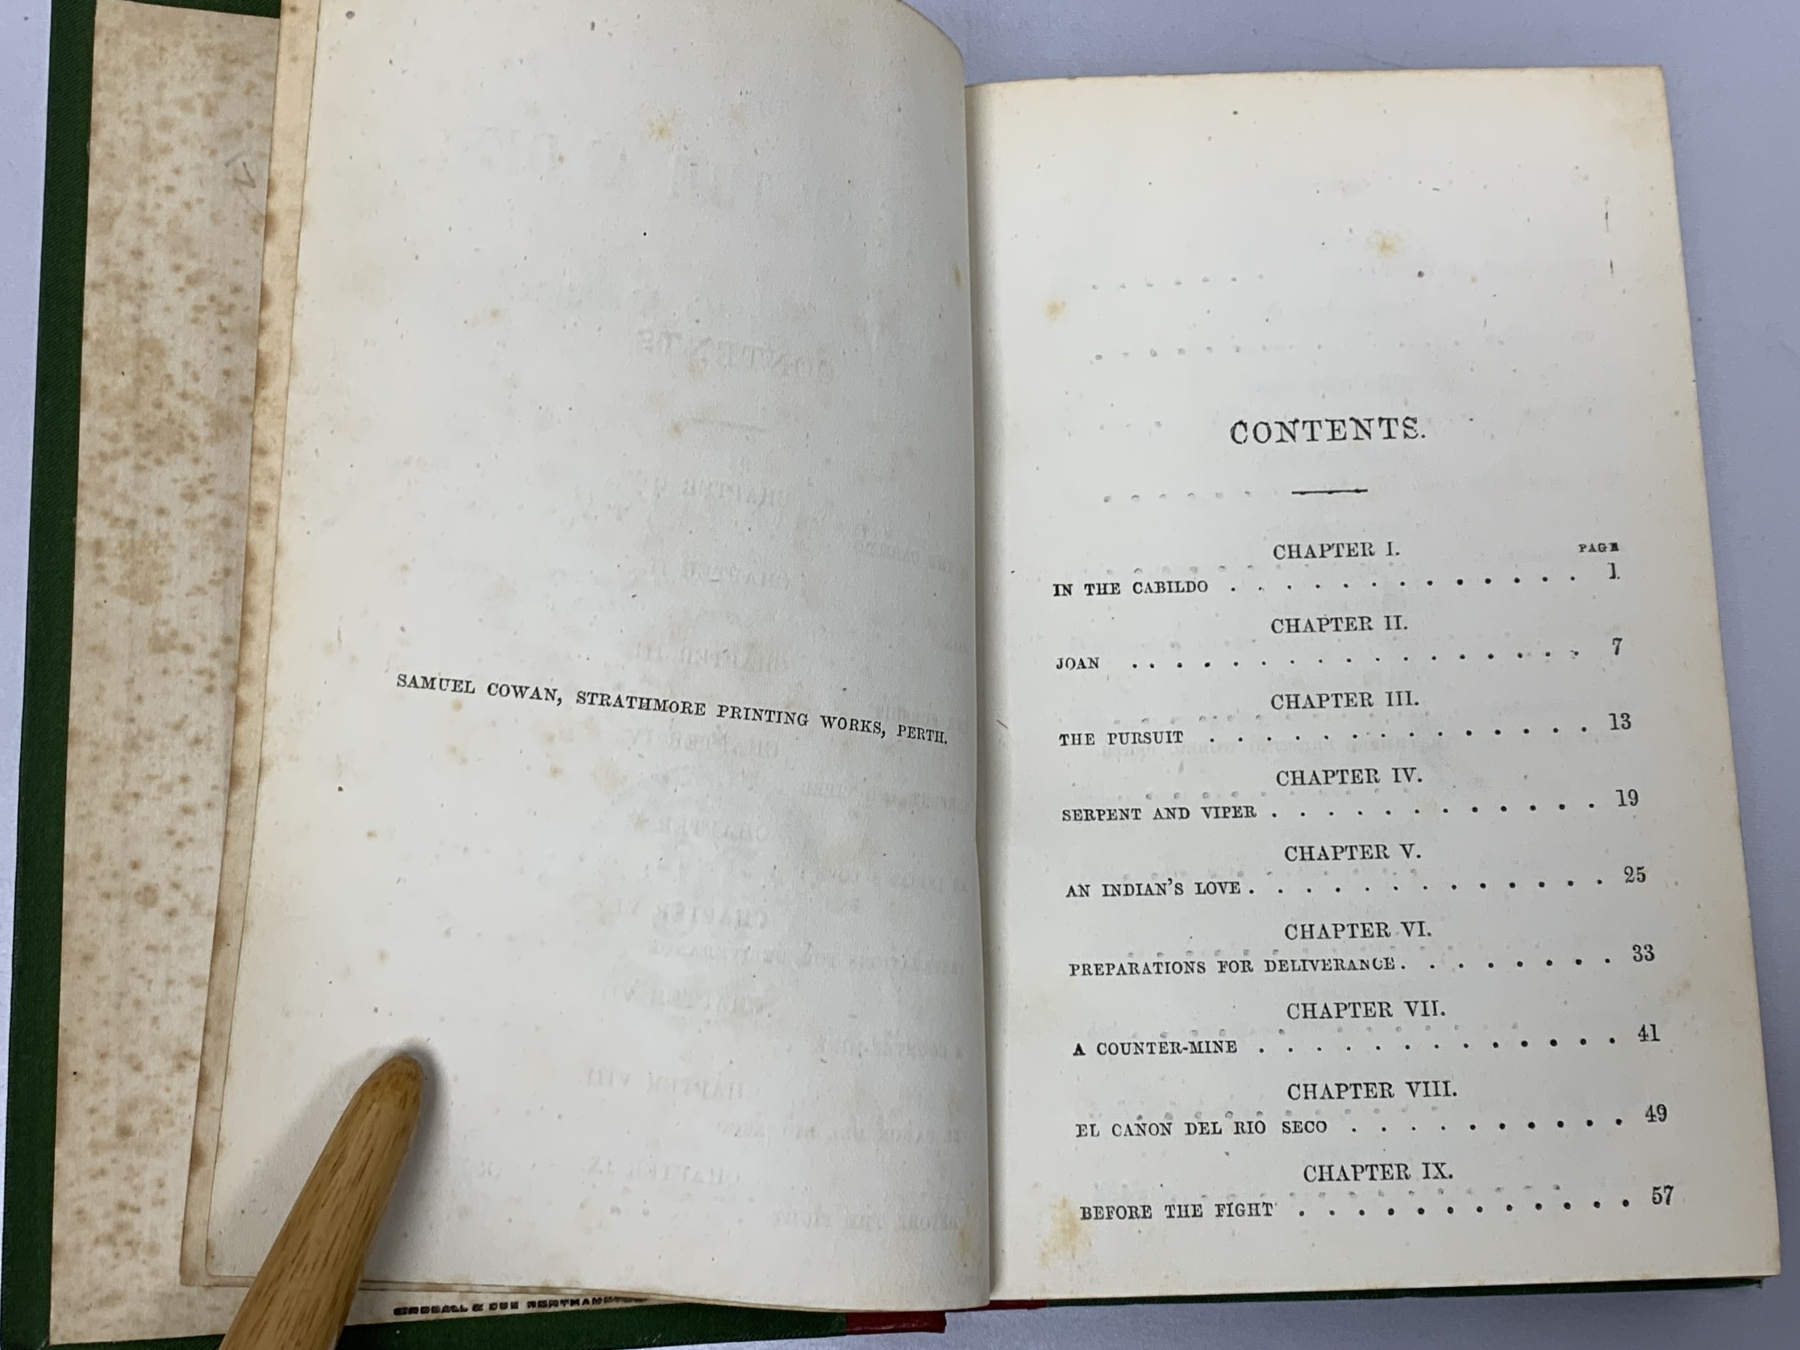 SAMUEL COWAN, STRATHMORE PRINTING WORKS, PERTH.
CONTENTS.
CHAPTER I.
PAGE
IN THE CABILDO . . . . . . . . . . . . . 1
CHAPTER II.
JOAN . . . . . . . . . . . . . . . . . 7
CHAPTER III.
THE PURSUIT . . . . . . . . . . . . . . 13
CHAPTER IV.
SERPENT AND VIPER . . . . . . . . . . . . 19
CHAPTER V.
AN INDIAN'S LOVE . . . . . . . . . . . . . 25
CHAPTER VI.
PREPARATIONS FOR DELIVERANCE . . . . . . . . 33
CHAPTER VII.
A COUNTER-MINE . . . . . . . . . . . . . 41
CHAPTER VIII.
EL CAÑON DEL RIO SECO . . . . . . . . . . 49
CHAPTER IX.
BEFORE THE FIGHT . . . . . . . . . . . . 57